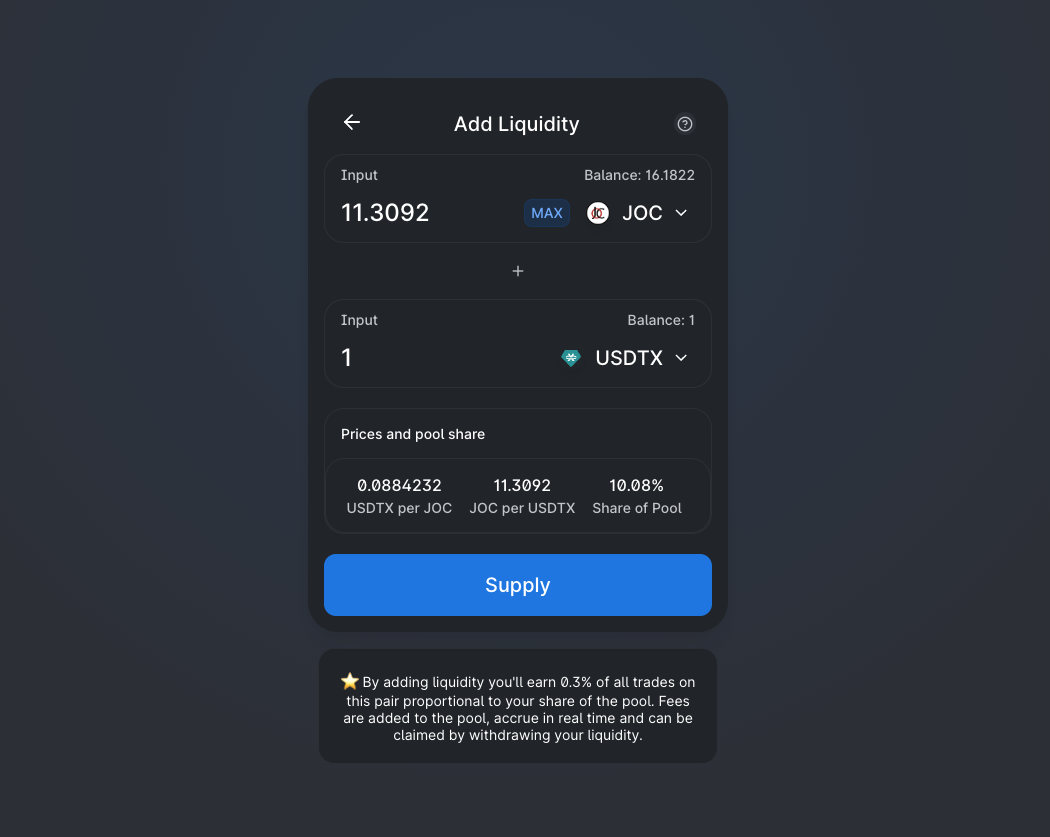 Add Liquidity
Input
Balance: 16.1822
11.3092
MAX
JOC
+
Input
Balance: 1
1
USDTX
Prices and pool share
0.0884232
11.3092
10.08%
USDTX per JOC
JOC per USDTX
Share of Pool
Supply
⭐ By adding liquidity you'll earn 0.3% of all trades on
this pair proportional to your share of the pool. Fees
are added to the pool, accrue in real time and can be
claimed by withdrawing your liquidity.